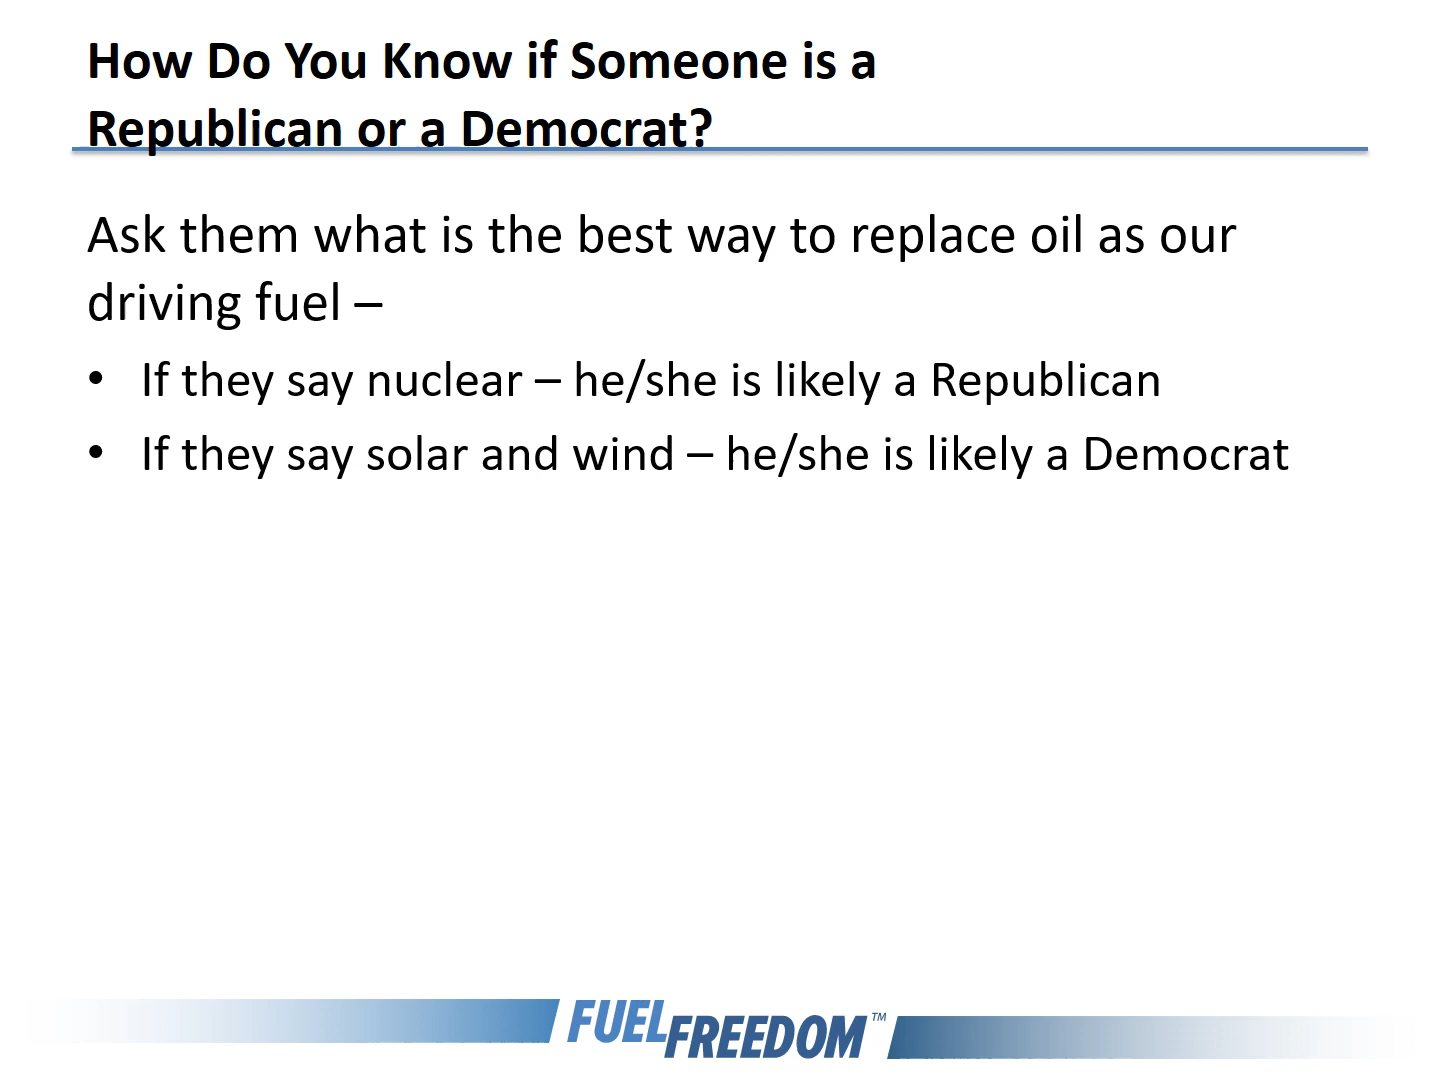 How Do You Know if Someone is a
Republican or a Democrat?
Ask them what is the best way to replace oil as our
driving fuel –
• If they say nuclear – he/she is likely a Republican
• If they say solar and wind – he/she is likely a Democrat
FUEL FREEDOM™